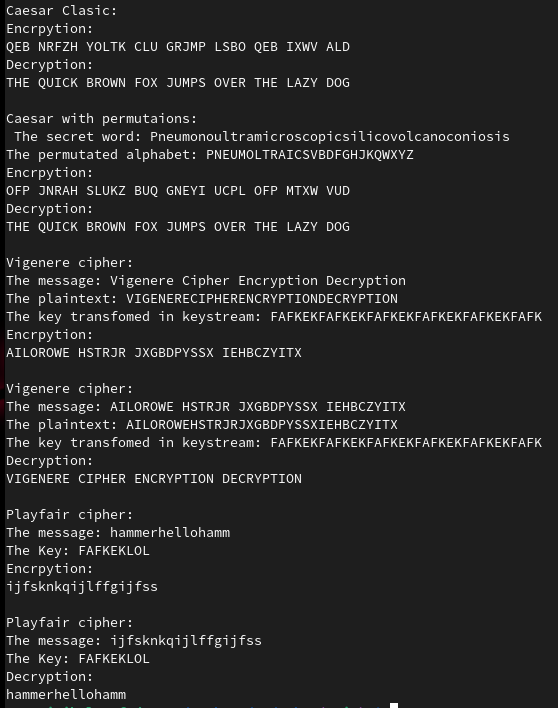 Caesar Clasic:
Encrpytion:
QEB NRFZH YOLTK CLU GRJMP LSBO QEB IXWV ALD
Decryption:
THE QUICK BROWN FOX JUMPS OVER THE LAZY DOG
Caesar with permutaions:
The secret word: Pneumonoultramicroscopicsilicovolcanoconiosis
The permutated alphabet: PNEUMOLTRAICSVBDFGHJKQWXYZ
Encrpytion:
OFP JNRAH SLUKZ BUQ GNEYI UCPL OFP MTXW VUD
Decryption:
THE QUICK BROWN FOX JUMPS OVER THE LAZY DOG
Vigenere cipher:
The message: Vigenere Cipher Encryption Decryption
The plaintext: VIGENERECIPHERENCRYPTIONDECRYPTION
The key transfomed in keystream: FAFKEKFAFKEKFAFKEKFAFKEKFAFKEKFAFK
Encrpytion:
AILOROWE HSTRJR JXGBDPYSSX IEHBCZYITX
Vigenere cipher:
The message: AILOROWE HSTRJR JXGBDPYSSX IEHBCZYITX
The plaintext: AILOROWEHSTRJRJXGBDPYSSXIEHBCZYITX
The key transfomed in keystream: FAFKEKFAFKEKFAFKEKFAFKEKFAFKEKFAFK
Decryption:
VIGENERE CIPHER ENCRYPTION DECRYPTION
Playfair cipher:
The message: hammerhellohamm
The Key: FAFKEKLOL
Encrpytion:
ijfsknkqijlffgijfss
Playfair cipher:
The message: ijfsknkqijlffgijfss
The Key: FAFKEKLOL
Decryption:
hammerhellohamm